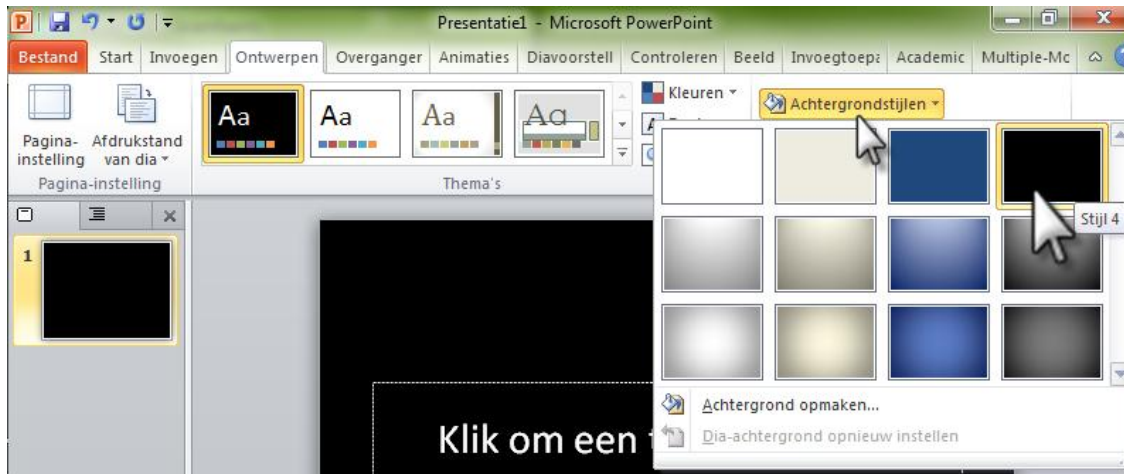 Presentatie1 - Microsoft PowerPoint
Bestand Start Invoegen Ontwerpen Overganger Animaties Diavoorstell Controleren Beeld Invoegtoepa Academic Multiple-Mc
Pagina-
instelling
Afdrukstand
van dia
Aa Aa Aa Aa
Kleuren
Achtergrondstijlen
Pagina-instelling
Thema's
Stijl 4
1
Achtergrond opmaken...
Dia-achtergrond opnieuw instellen
Klik om een